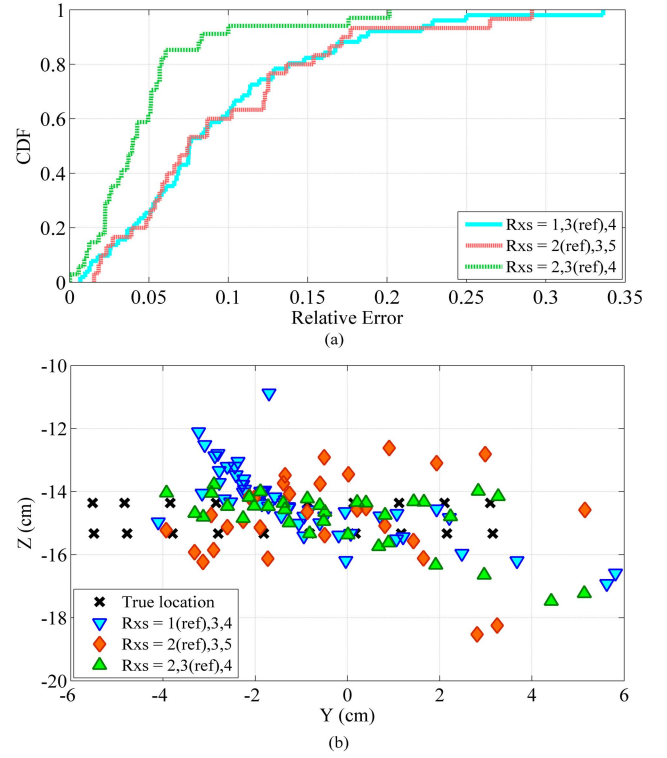 1
0.8
0.6
0.4
0.2
0
CDF
0 0.05 0.1 0.15 0.2 0.25 0.3 0.35
Relative Error
Rxs = 1,3(ref),4
Rxs = 2(ref),3,5
Rxs = 2,3(ref),4
(a)
-10
-12
-14
-16
-18
-20
Z (cm)
True location
Rxs = 1(ref),3,4
Rxs = 2(ref),3,5
Rxs = 2,3(ref),4
-6 -4 -2 0 2 4 6
Y (cm)
(b)